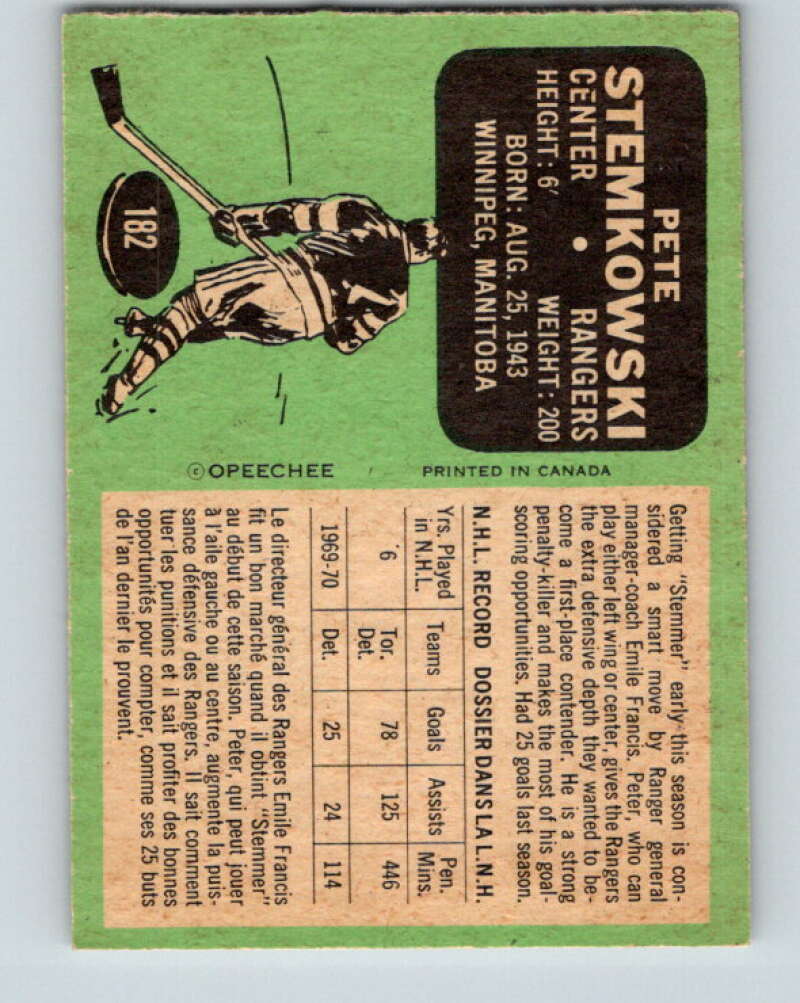 PETE
STEMKOWSKI
CENTER • RANGERS
HEIGHT: 6' WEIGHT: 200
BORN: AUG. 25, 1943
WINNIPEG, MANITOBA
182
© OPEECHEE PRINTED IN CANADA
Getting "Stemmer" early this season is con-
sidered a smart move by Ranger general
manager-coach Emile Francis. Peter, who can
play either left wing or center, gives the Rangers
the extra defensive depth they wanted to be-
come a first-place contender. He is a strong
penalty-killer and makes the most of his goal-
scoring opportunities. Had 25 goals last season.
N.H.L. RECORD DOSSIER DANS LA L.N.H.
Yrs. Played in N.H.L. Teams Goals Assists Pen. Mins.
6 Tor. Det. 78 125 446
1969-70 Det. 25 24 114
Le directeur général des Rangers Emile Francis
fit un bon marché quand il obtint "Stemmer"
au début de cette saison. Peter, qui peut jouer
à l'aile gauche ou au centre, augmente la puis-
sance défensive des Rangers. Il sait comment
tuer les punitions et il sait profiter des bonnes
opportunités pour compter, comme ses 25 buts
de l'an dernier le prouvent.